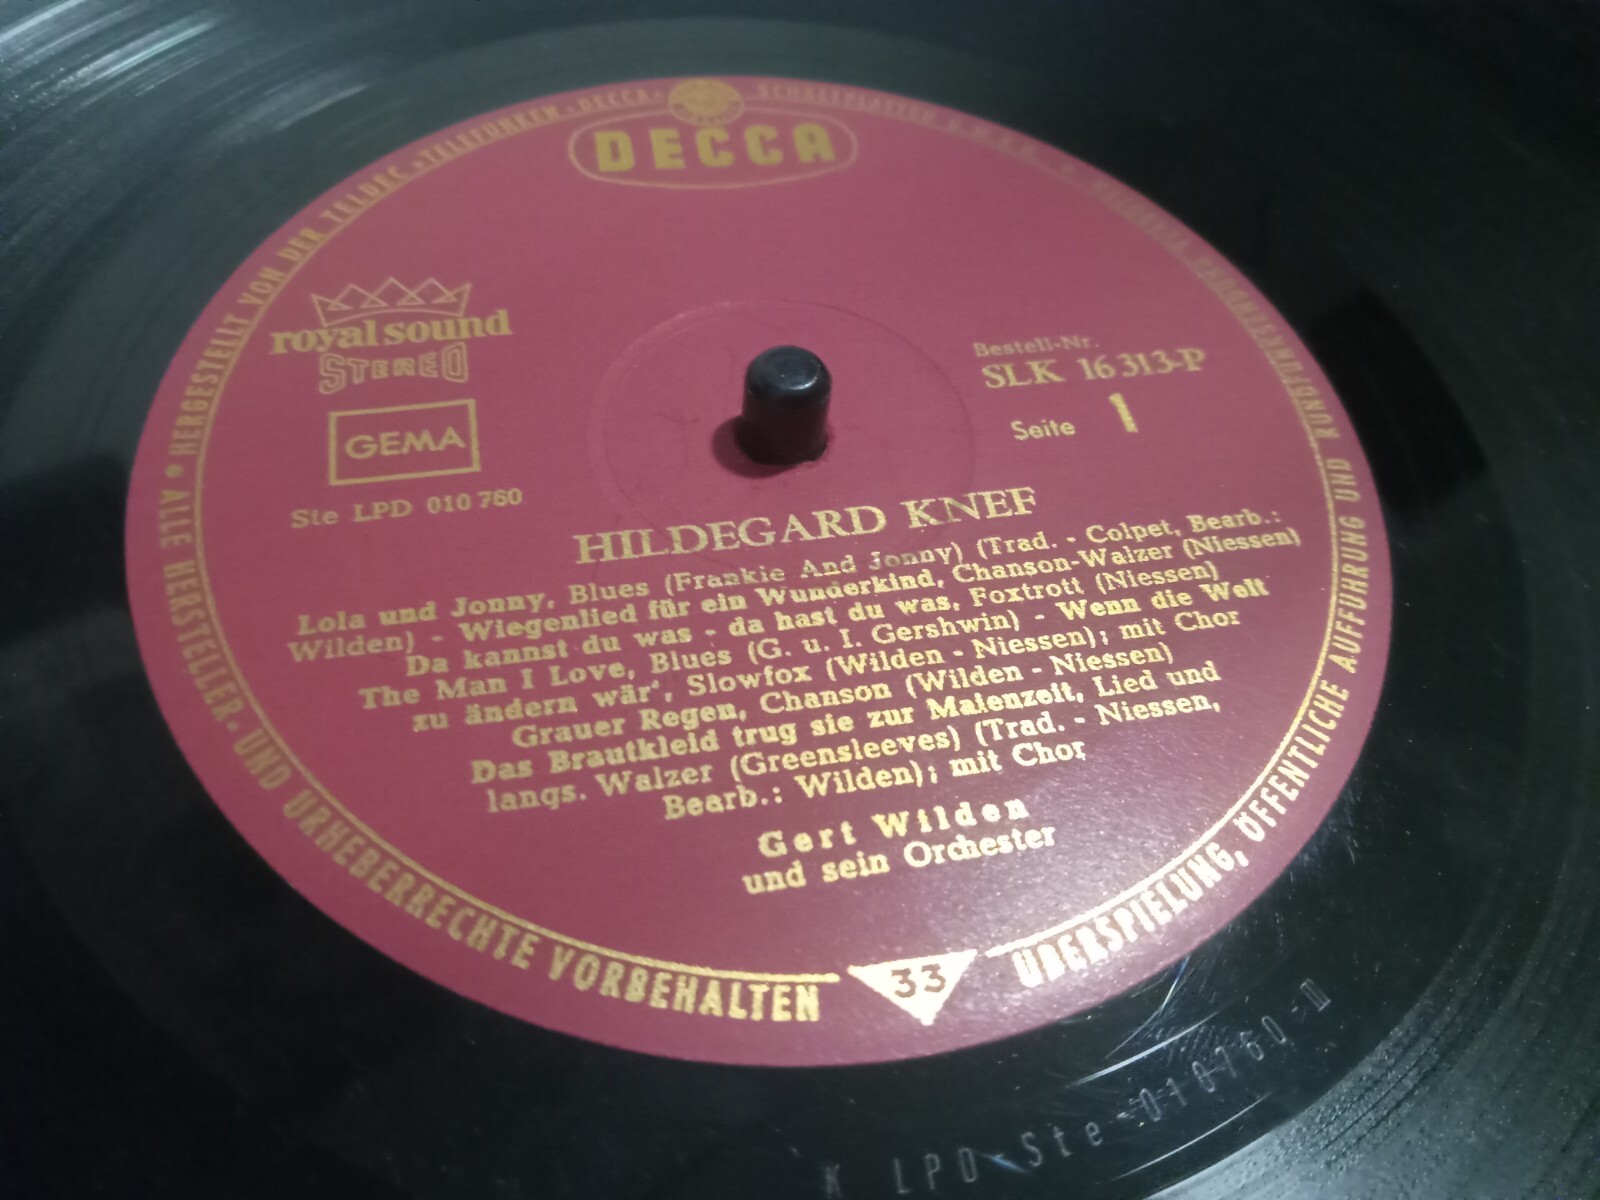 DECCA
royal sound
STEREO
GEMA
Ste LPD 010 760
Bestell-Nr.
SLK 16 313-P
Seite 1
HILDEGARD KNEF
Lola und Jonny, Blues (Frankie And Jonny) (Trad. - Colpet, Bearb.:
Wilden) - Wiegenlied für ein Wunderkind, Chanson-Walzer (Niessen)
Da kannst du was - da hast du was, Foxtrott (Niessen)
The Man I Love, Blues (G. u. I. Gershwin) - Wenn die Welt
zu ändern wär', Slowfox (Wilden - Niessen); mit Chor
Grauer Regen, Chanson (Wilden - Niessen)
Das Brautkleid trug sie zur Maienzeit, Lied und
langs. Walzer (Greensleeves) (Trad. - Niessen,
Bearb.: Wilden); mit Chor
Gert Wilden
und sein Orchester
33
• HERGESTELLT VON DER TELDEC »TELEFUNKEN-DECCA« SCHALLPLATTEN
ALLE HERSTELLER- UND URHEBERRECHTE VORBEHALTEN
ÜBERSPIELUNG, ÖFFENTLICHE AUFFÜHRUNG UND RUNDFUNKSENDUNG
K LPD-Ste-010760-